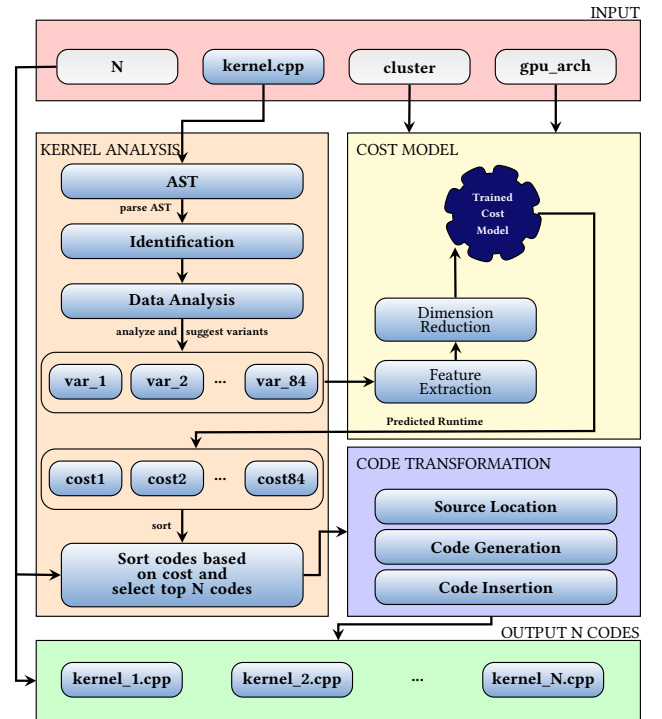 INPUT
N
kernel.cpp
cluster
gpu_arch
KERNEL ANALYSIS
AST
parse AST
Identification
Data Analysis
analyze and suggest variants
var_1
var_2
...
var_84
COST MODEL
Trained
Cost
Model
Dimension
Reduction
Feature
Extraction
Predicted Runtime
cost1
cost2
...
cost84
sort
Sort codes based
on cost and
select top N codes
CODE TRANSFORMATION
Source Location
Code Generation
Code Insertion
OUTPUT N CODES
kernel_1.cpp
kernel_2.cpp
...
kernel_N.cpp